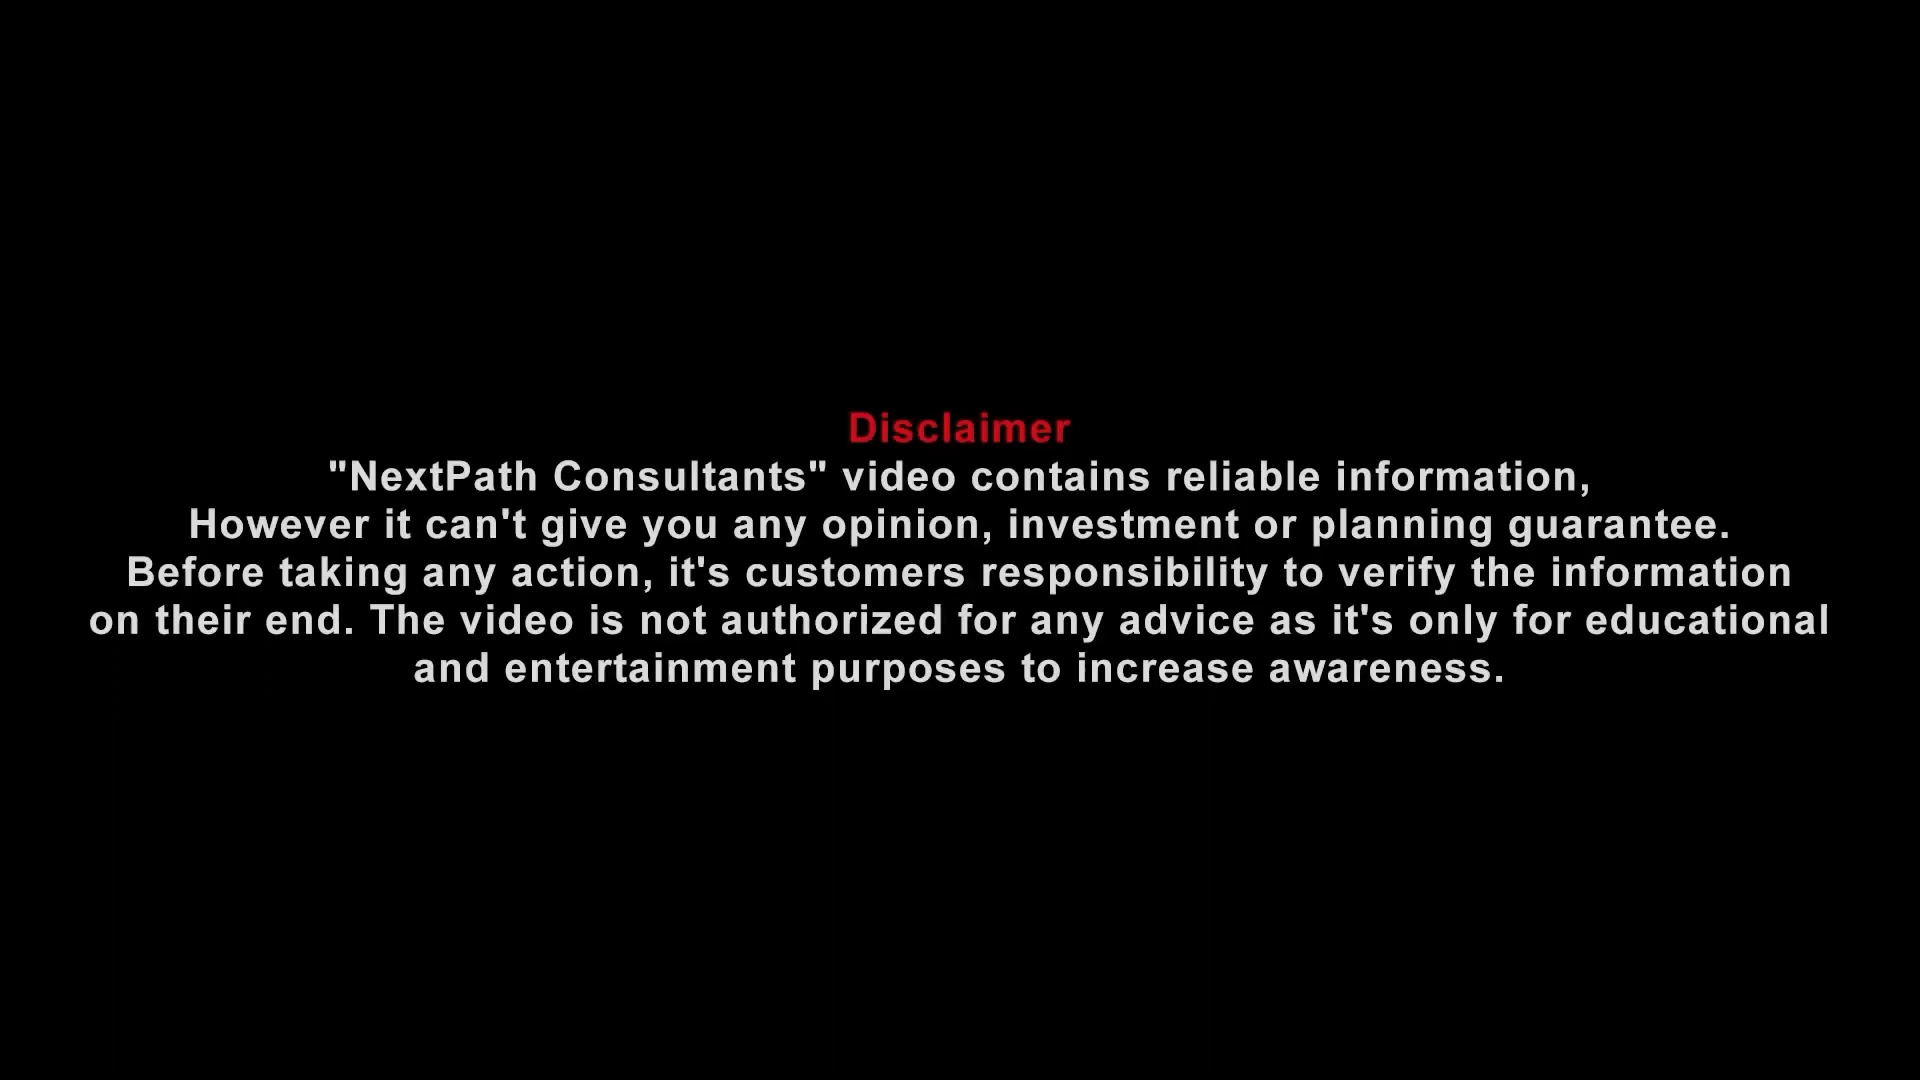 Disclaimer
"NextPath Consultants" video contains reliable information,
However it can't give you any opinion, investment or planning guarantee.
Before taking any action, it's customers responsibility to verify the information
on their end. The video is not authorized for any advice as it's only for educational
and entertainment purposes to increase awareness.